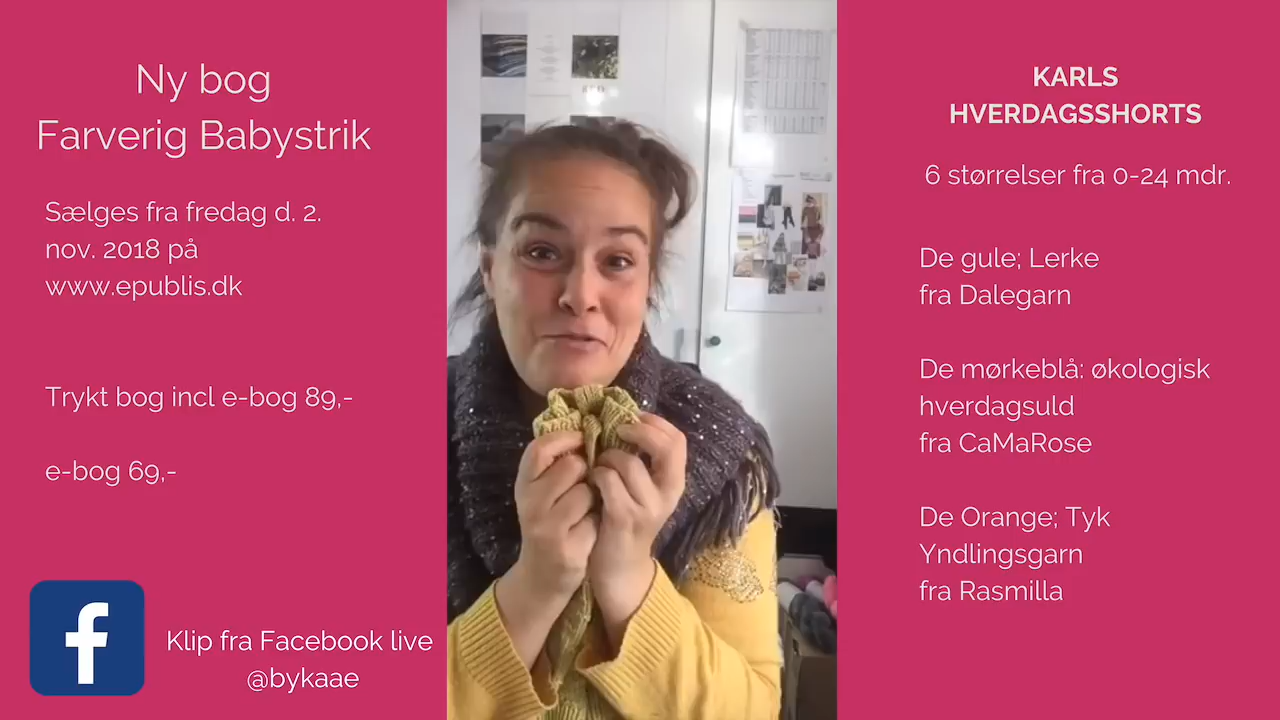 Ny bog
Farverig Babystrik
Sælges fra fredag d. 2.
nov. 2018 på
www.epublis.dk
Trykt bog incl e-bog 89,-
e-bog 69,-
Klip fra Facebook live
@bykaae
KARLS
HVERDAGSSHORTS
6 størrelser fra 0-24 mdr.
De gule; Lerke
fra Dalegarn
De mørkeblå: økologisk
hverdagsuld
fra CaMaRose
De Orange; Tyk
Yndlingsgarn
fra Rasmilla